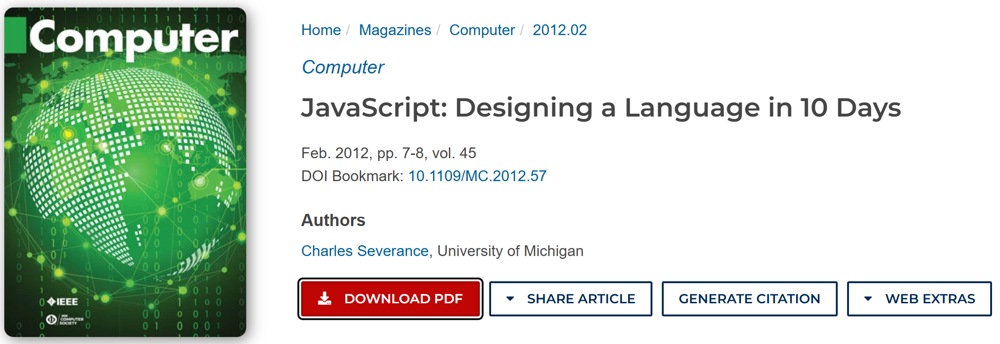 Computer
IEEE
IEEE
COMPUTER
SOCIETY
Home / Magazines / Computer / 2012.02
Computer
JavaScript: Designing a Language in 10 Days
Feb. 2012, pp. 7-8, vol. 45
DOI Bookmark: 10.1109/MC.2012.57
Authors
Charles Severance, University of Michigan
DOWNLOAD PDF SHARE ARTICLE GENERATE CITATION WEB EXTRAS